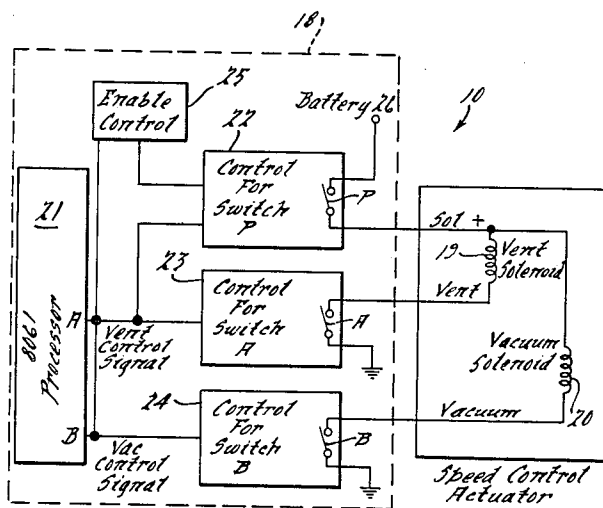 18
25
Enable
Control
22
Battery 26
10
21
8061
Processor
A
B
Control
For
Switch
P
P
Sol +
19
Vent
Solenoid
23
Control
For
Switch
A
A
Vent
Vent
Control
Signal
Vacuum
Solenoid
20
24
Control
For
Switch
B
B
Vacuum
Vac
Control
Signal
Speed Control
Actuator